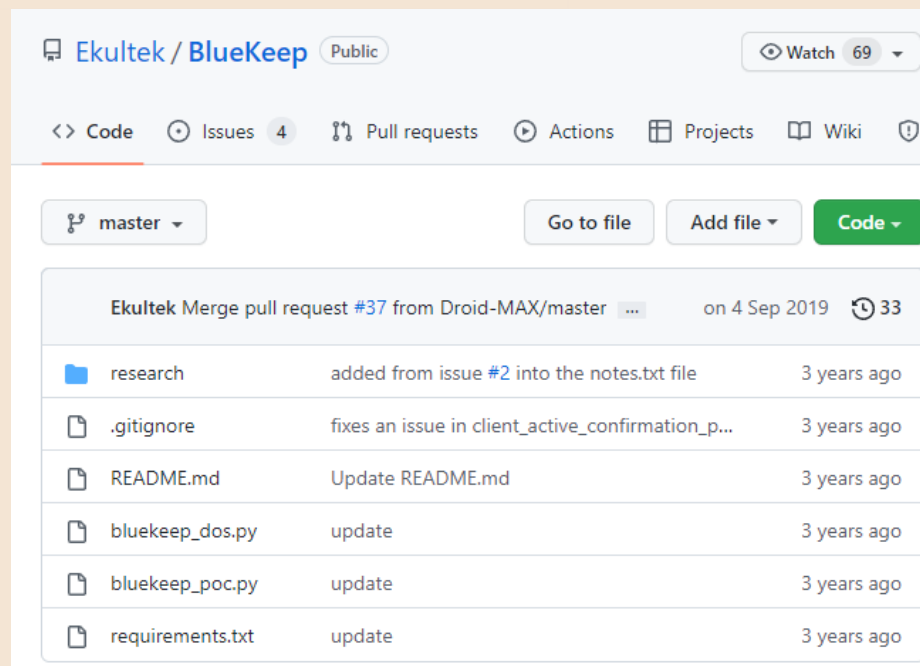 Ekultek / BlueKeep Public Watch 69
Code Issues 4 Pull requests Actions Projects Wiki
master Go to file Add file Code
Ekultek Merge pull request #37 from Droid-MAX/master ... on 4 Sep 2019 33
research added from issue #2 into the notes.txt file 3 years ago
.gitignore fixes an issue in client_active_confirmation_p... 3 years ago
README.md Update README.md 3 years ago
bluekeep_dos.py update 3 years ago
bluekeep_poc.py update 3 years ago
requirements.txt update 3 years ago